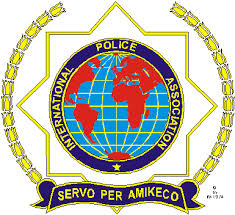 INTERNATIONAL POLICE ASSOCIATION
SERVO PER AMIKECO